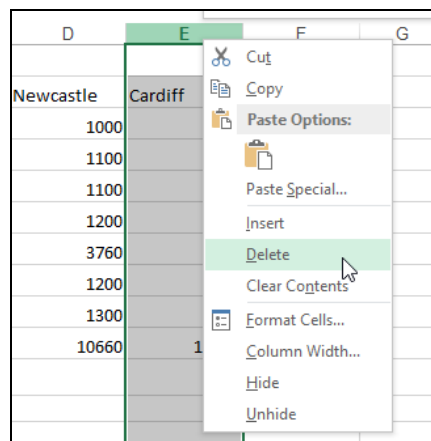 D E F G
Newcastle Cardiff
1000
1100
1100
1200
3760
1200
1300
10660 1
Cut
Copy
Paste Options:
Paste Special...
Insert
Delete
Clear Contents
Format Cells...
Column Width...
Hide
Unhide